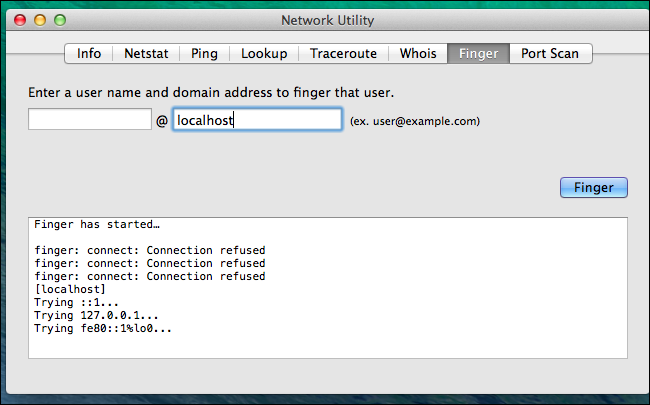 Network Utility
Info Netstat Ping Lookup Traceroute Whois Finger Port Scan
Enter a user name and domain address to finger that user.
@ localhost (ex. user@example.com)
Finger
Finger has started…
finger: connect: Connection refused
finger: connect: Connection refused
finger: connect: Connection refused
[localhost]
Trying ::1...
Trying 127.0.0.1...
Trying fe80::1%lo0...